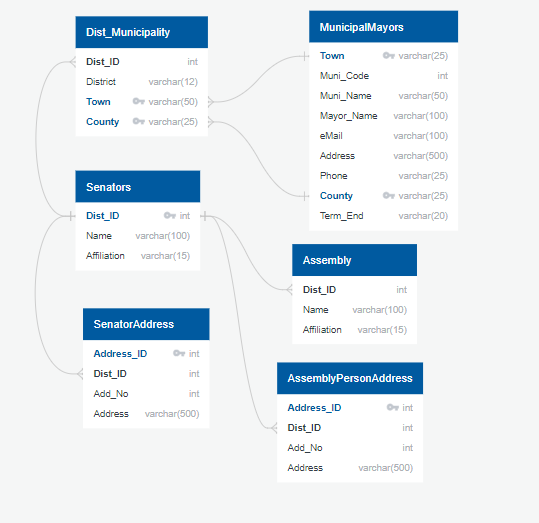 Dist_Municipality
Dist_ID int
District varchar(12)
Town varchar(50)
County varchar(25)
MunicipalMayors
Town varchar(25)
Muni_Code int
Muni_Name varchar(50)
Mayor_Name varchar(100)
eMail varchar(100)
Address varchar(500)
Phone varchar(25)
County varchar(25)
Term_End varchar(20)
Senators
Dist_ID int
Name varchar(100)
Affiliation varchar(15)
Assembly
Dist_ID int
Name varchar(100)
Affiliation varchar(15)
SenatorAddress
Address_ID int
Dist_ID int
Add_No int
Address varchar(500)
AssemblyPersonAddress
Address_ID int
Dist_ID int
Add_No int
Address varchar(500)